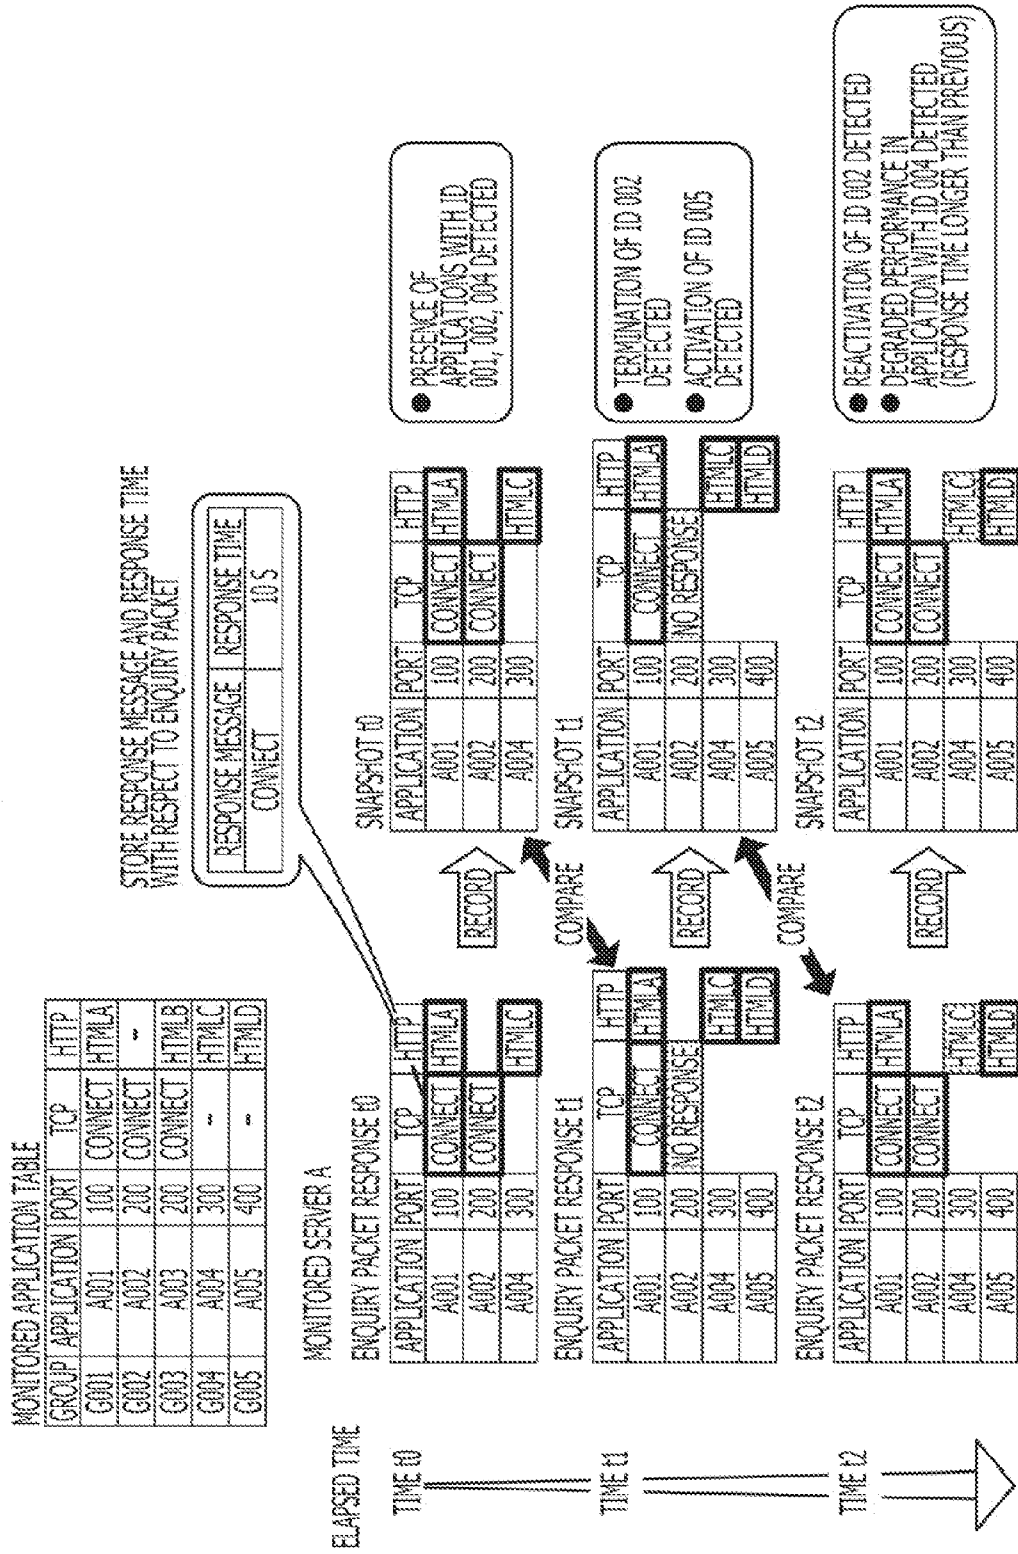 MONITORED APPLICATION TABLE
GROUP APPLICATION PORT TCP HTTP
G001 A001 100 CONNECT HTMLA
G002 A002 200 CONNECT -
G003 A003 200 CONNECT HTMLB
G004 A004 300 - HTMLC
G005 A005 400 - HTMLD
STORE RESPONSE MESSAGE AND RESPONSE TIME
WITH RESPECT TO ENQUIRY PACKET
RESPONSE MESSAGE RESPONSE TIME
CONNECT 10 S
ELAPSED TIME
MONITORED SERVER A
TIME t0
ENQUIRY PACKET RESPONSE t0
APPLICATION PORT TCP HTTP
A001 100 CONNECT HTMLA
A002 200 CONNECT
A004 300 HTMLC
RECORD
SNAPSHOT t0
APPLICATION PORT TCP HTTP
A001 100 CONNECT HTMLA
A002 200 CONNECT
A004 300 HTMLC
PRESENCE OF
APPLICATIONS WITH ID
001, 002, 004 DETECTED
COMPARE
TIME t1
ENQUIRY PACKET RESPONSE t1
APPLICATION PORT TCP HTTP
A001 100 CONNECT HTMLA
A002 200 NO RESPONSE
A004 300 HTMLC
A005 400 HTMLD
RECORD
SNAPSHOT t1
APPLICATION PORT TCP HTTP
A001 100 CONNECT HTMLA
A002 200 NO RESPONSE
A004 300 HTMLC
A005 400 HTMLD
TERMINATION OF ID 002
DETECTED
ACTIVATION OF ID 005
DETECTED
COMPARE
TIME t2
ENQUIRY PACKET RESPONSE t2
APPLICATION PORT TCP HTTP
A001 100 CONNECT HTMLA
A002 200 CONNECT
A004 300 HTMLC
A005 400 HTMLD
RECORD
SNAPSHOT t2
APPLICATION PORT TCP HTTP
A001 100 CONNECT HTMLA
A002 200 CONNECT
A004 300 HTMLC
A005 400 HTMLD
REACTIVATION OF ID 002 DETECTED
DEGRADED PERFORMANCE IN
APPLICATION WITH ID 004 DETECTED
(RESPONSE TIME LONGER THAN PREVIOUS)